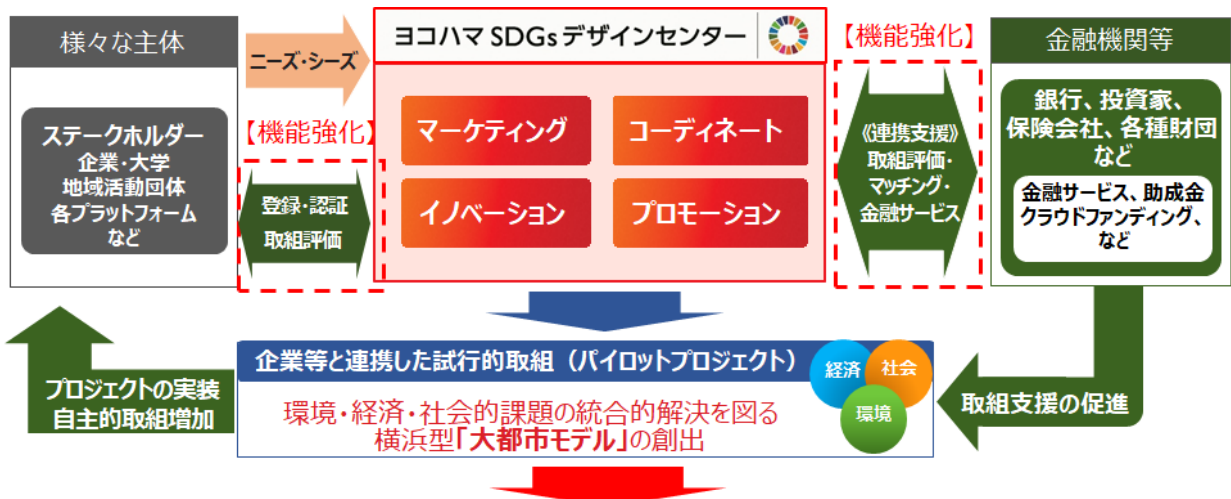 様々な主体
ステークホルダー
企業・大学
地域活動団体
各プラットフォーム
など
ニーズ・シーズ
【機能強化】
登録・認証
取組評価
ヨコハマ SDGs デザインセンター
マーケティング
コーディネート
イノベーション
プロモーション
【機能強化】
《連携支援》
取組評価・
マッチング・
金融サービス
金融機関等
銀行、投資家、
保険会社、各種財団
など
金融サービス、助成金
クラウドファンディング、
など
プロジェクトの実装
自主的取組増加
企業等と連携した試行的取組（パイロットプロジェクト）
環境・経済・社会的課題の統合的解決を図る
横浜型「大都市モデル」の創出
経済
社会
環境
取組支援の促進